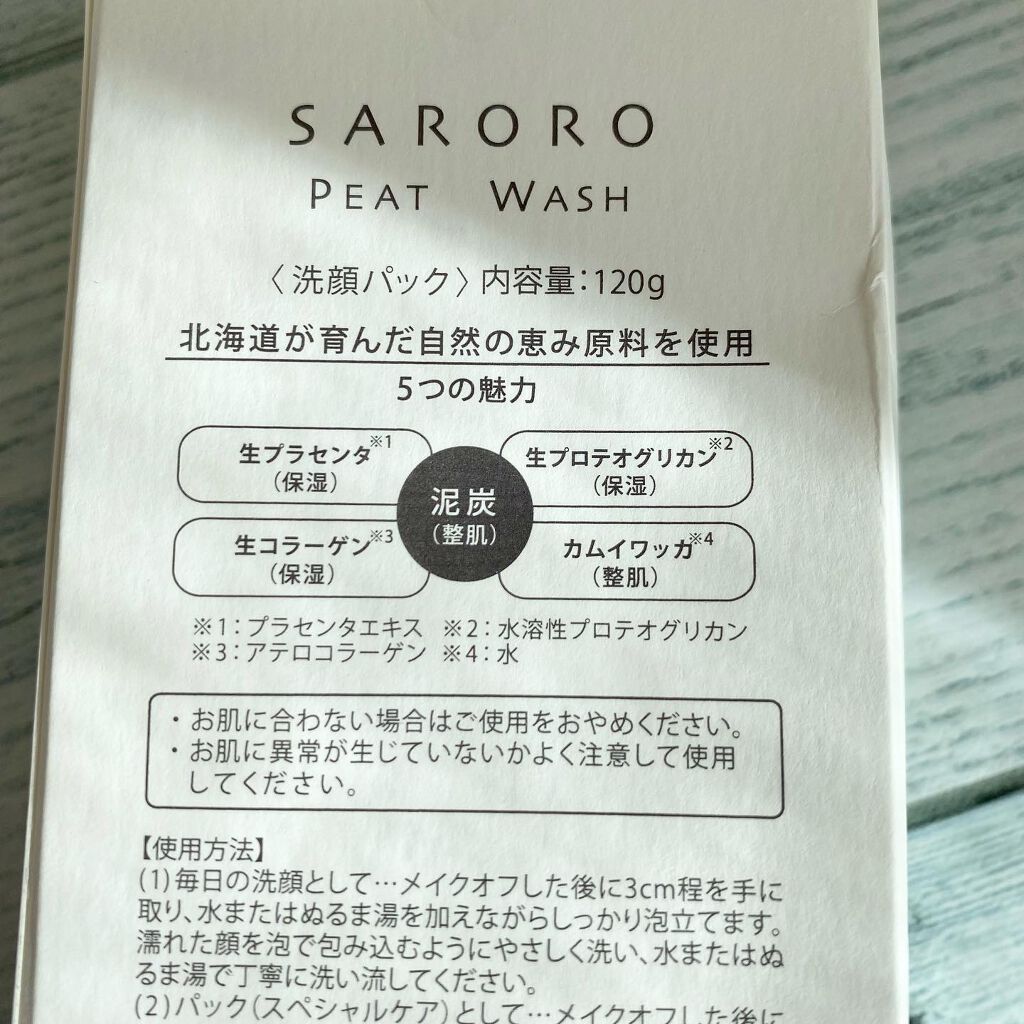 SARORO
PEAT WASH
〈洗顔パック〉内容量：120g
北海道が育んだ自然の恵み原料を使用
5つの魅力
生プラセンタ※1
（保湿）
生プロテオグリカン※2
（保湿）
泥炭
（整肌）
生コラーゲン※3
（保湿）
カムイワッカ※4
（整肌）
※1：プラセンタエキス ※2：水溶性プロテオグリカン
※3：アテロコラーゲン ※4：水
・お肌に合わない場合はご使用をおやめください。
・お肌に異常が生じていないかよく注意して使用
してください。
【使用方法】
(1)毎日の洗顔として…メイクオフした後に3cm程を手に
取り、水またはぬるま湯を加えながらしっかり泡立てます。
濡れた顔を泡で包み込むようにやさしく洗い、水またはぬ
るま湯で丁寧に洗い流してください。
(2)パック（スペシャルケア）として…メイクオフした後に